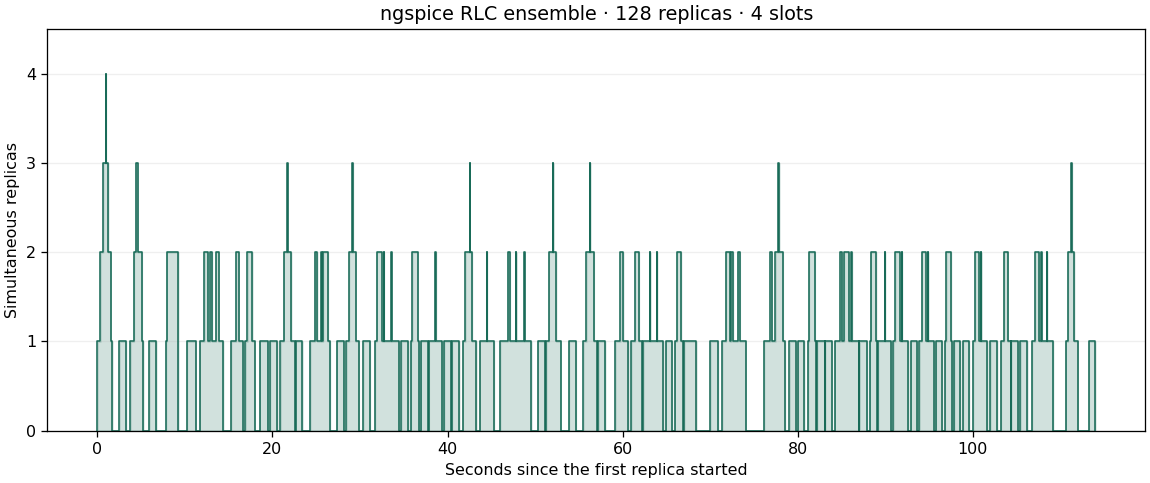 ngspice RLC ensemble · 128 replicas · 4 slots
Simultaneous replicas
4
3
2
1
0
0 20 40 60 80 100
Seconds since the first replica started